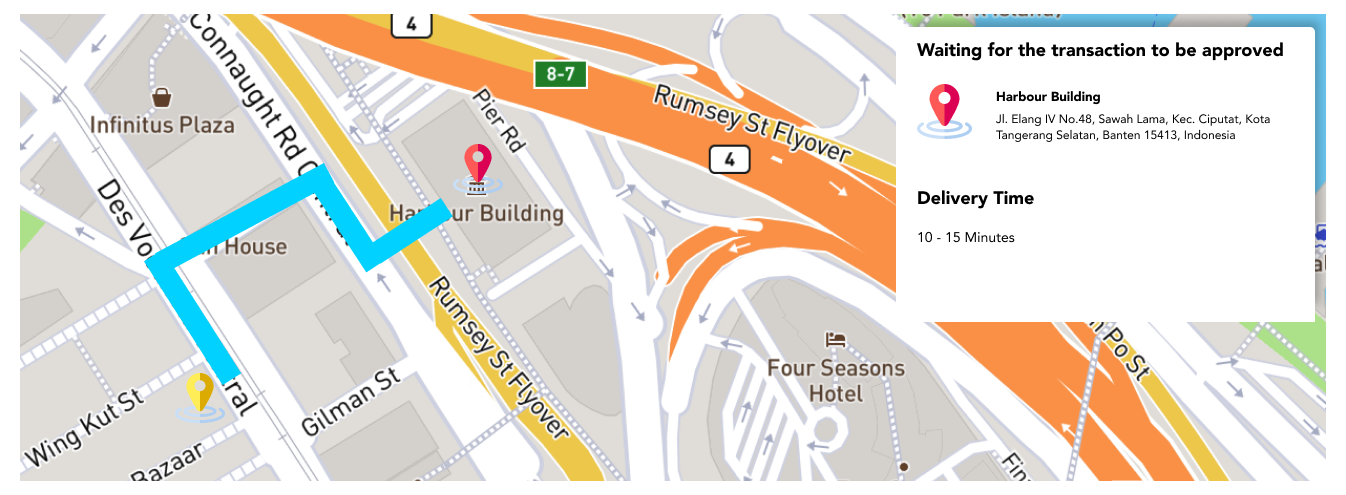 4
8-7
Connaught Rd C
Pier Rd
Infinitus Plaza
Rumsey St Flyover
4
Des Vo
Harbour Building
House
Rumsey St Flyover
Four Seasons
Hotel
Gilman St
Wing Kut St
Bazaar
Po St
Waiting for the transaction to be approved
Harbour Building
Jl. Elang IV No.48, Sawah Lama, Kec. Ciputat, Kota
Tangerang Selatan, Banten 15413, Indonesia
Delivery Time
10 - 15 Minutes